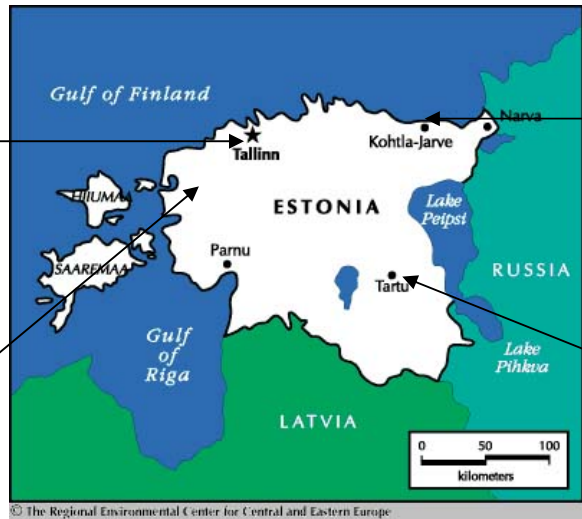 Gulf of Finland
Narva
Kohtla-Jarve
Tallinn
HIIUMAA
Lake
Peipsi
ESTONIA
Parnu
SAAREMAA
RUSSIA
Tartu
Gulf
of
Riga
Lake
Pihkva
LATVIA
0 50 100
kilometers
© The Regional Environmental Center for Central and Eastern Europe